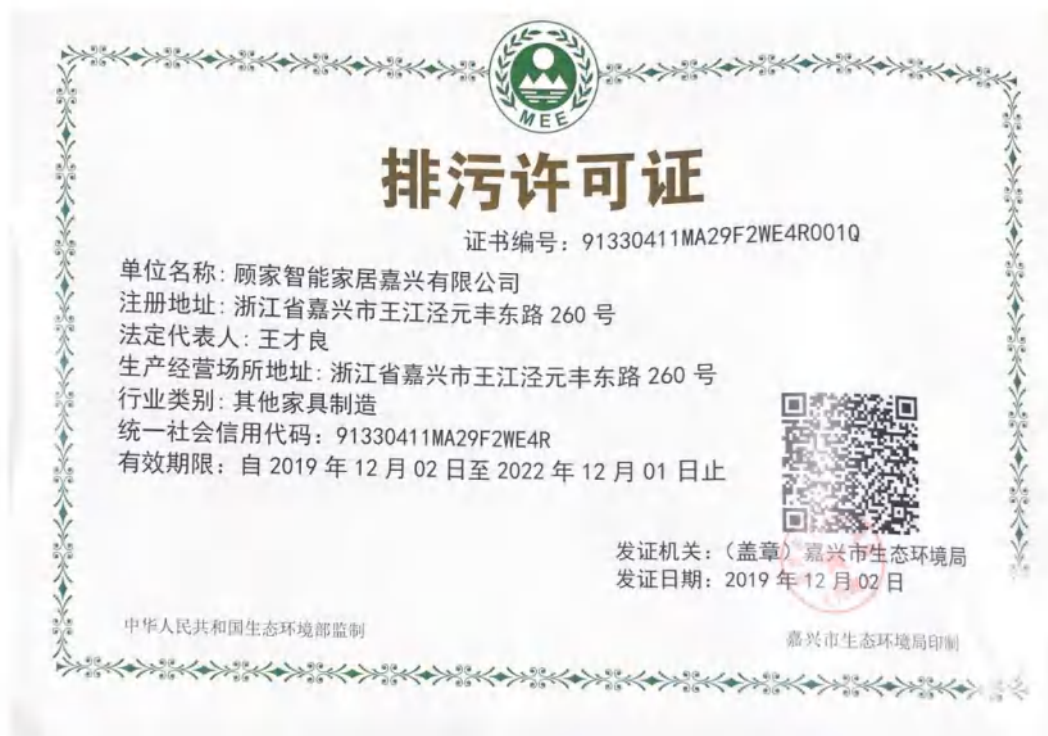 MEE
排污许可证
证书编号：91330411MA29F2WE4R001Q
单位名称：顾家智能家居嘉兴有限公司
注册地址：浙江省嘉兴市王江泾元丰东路 260 号
法定代表人：王才良
生产经营场所地址：浙江省嘉兴市王江泾元丰东路 260 号
行业类别：其他家具制造
统一社会信用代码：91330411MA29F2WE4R
有效期限：自 2019 年 12 月 02 日至 2022 年 12 月 01 日止
发证机关：（盖章）嘉兴市生态环境局
发证日期：2019 年 12 月 02 日
中华人民共和国生态环境部监制
嘉兴市生态环境局印制